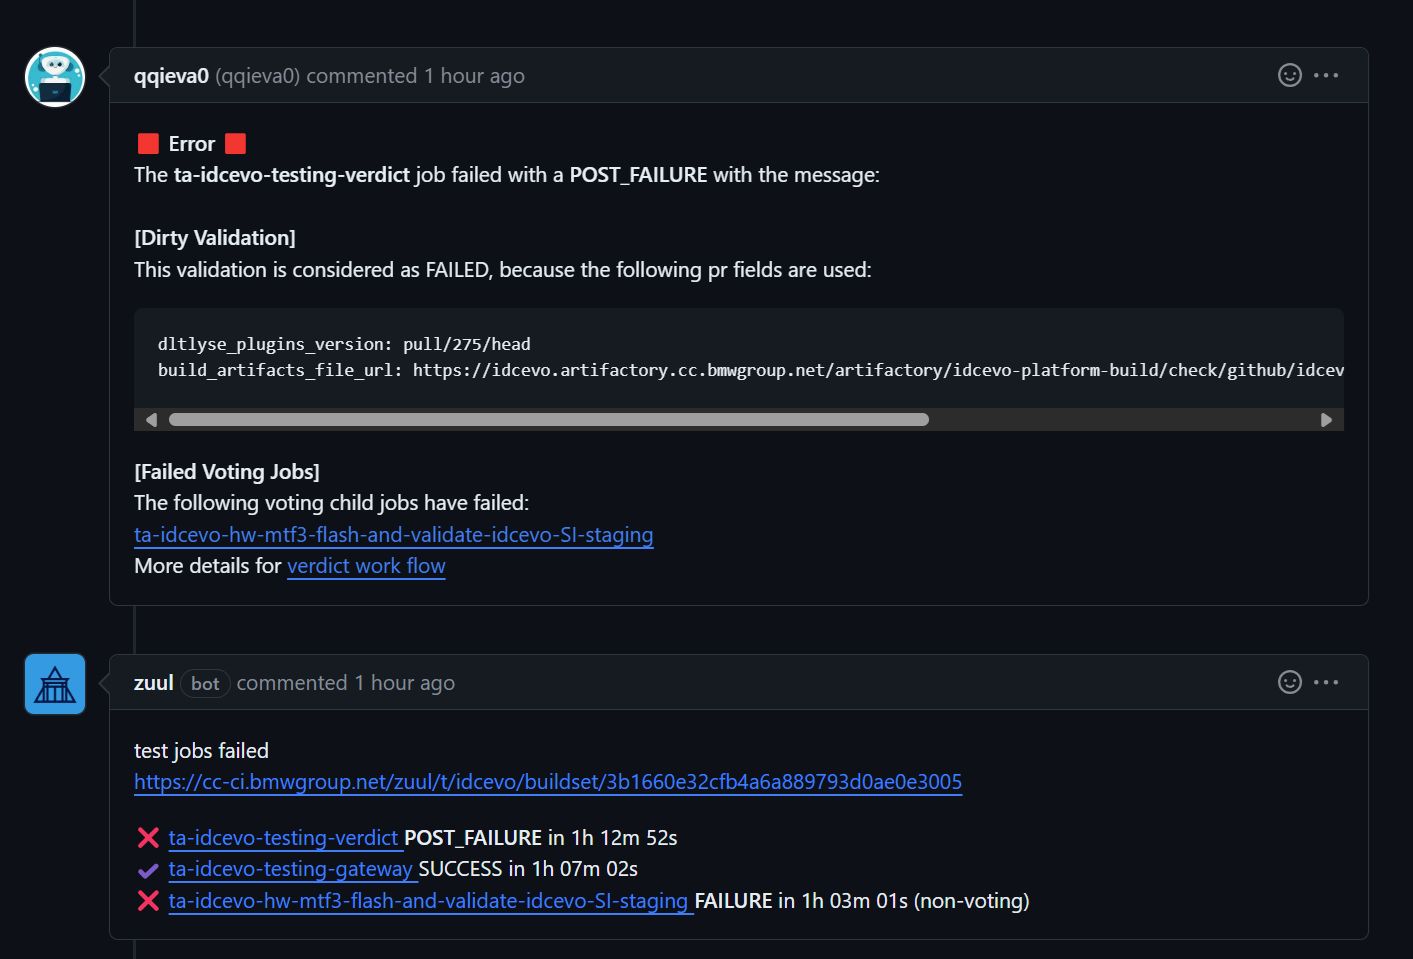 qqieva0 (qqieva0) commented 1 hour ago
Error
The ta-idcevo-testing-verdict job failed with a POST_FAILURE with the message:
[Dirty Validation]
This validation is considered as FAILED, because the following pr fields are used:
dltlyse_plugins_version: pull/275/head
build_artifacts_file_url: https://idcevo.artifactory.cc.bmwgroup.net/artifactory/idcevo-platform-build/check/github/idcev
[Failed Voting Jobs]
The following voting child jobs have failed:
ta-idcevo-hw-mtf3-flash-and-validate-idcevo-SI-staging
More details for verdict work flow
zuul bot commented 1 hour ago
test jobs failed
https://cc-ci.bmwgroup.net/zuul/t/idcevo/buildset/3b1660e32cfb4a6a889793d0ae0e3005
ta-idcevo-testing-verdict POST_FAILURE in 1h 12m 52s
ta-idcevo-testing-gateway SUCCESS in 1h 07m 02s
ta-idcevo-hw-mtf3-flash-and-validate-idcevo-SI-staging FAILURE in 1h 03m 01s (non-voting)